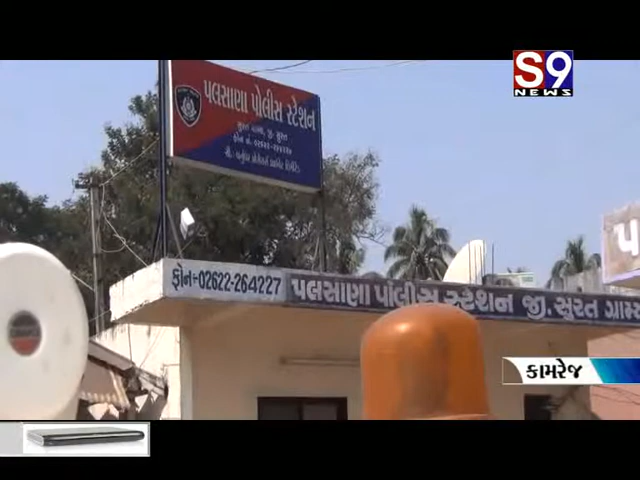 S9
NEWS
પલસાણા પોલીસ સ્ટેશન
ફોન-02622-264227
પલસાણા પોલીસ સ્ટેશન જી.સુરત ગ્રામ્ય
પ
કામરેજ